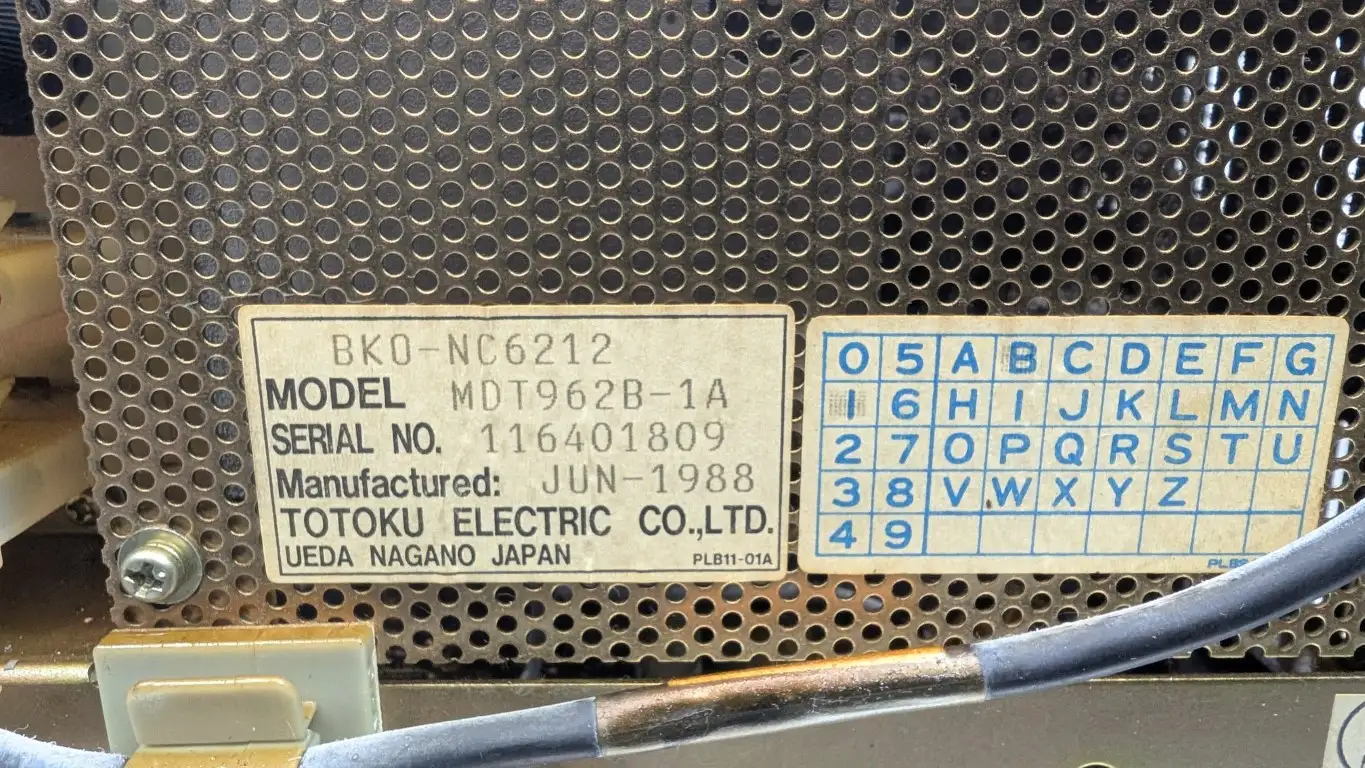 BKO-NC6212
MODEL MDT962B-1A
SERIAL NO. 116401809
Manufactured: JUN-1988
TOTOKU ELECTRIC CO.,LTD.
UEDA NAGANO JAPAN PLB11-01A
0 5 A B C D E F G
1 6 H I J K L M N
2 7 O P Q R S T U
3 8 V W X Y Z
4 9